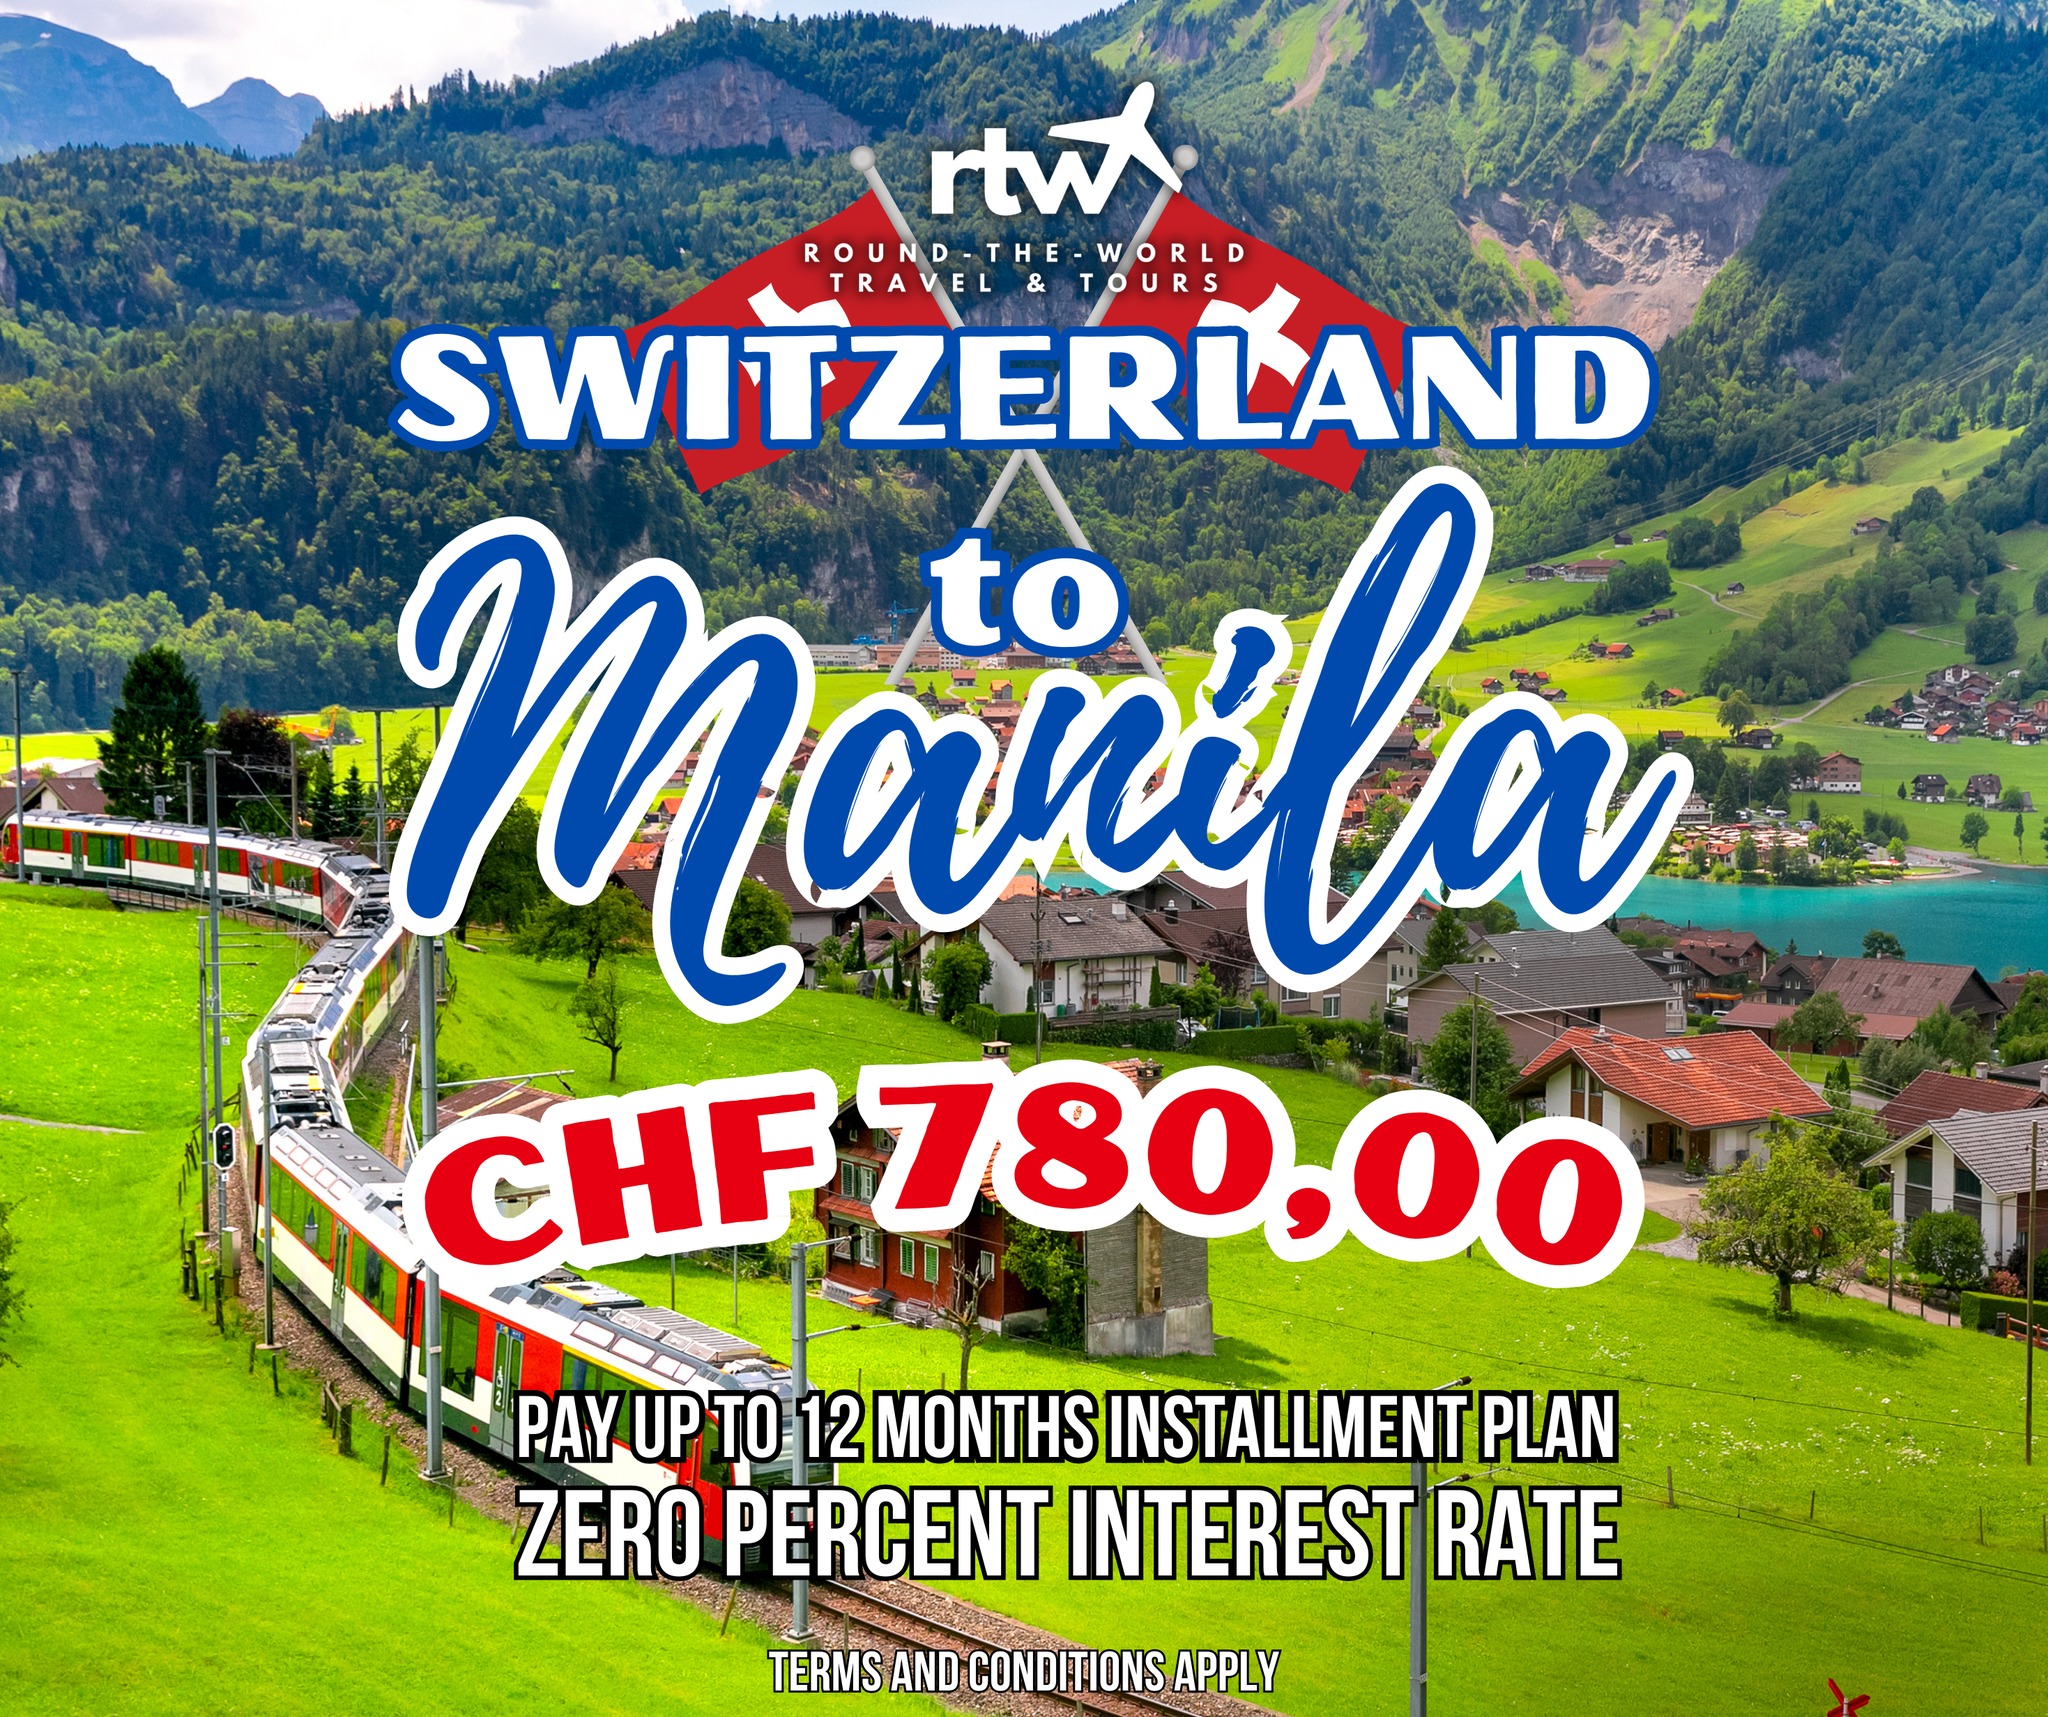 rtw
ROUND-THE-WORLD
TRAVEL & TOURS
SWITZERLAND
to
Manila
CHF 780,00
PAY UP TO 12 MONTHS INSTALLMENT PLAN
ZERO PERCENT INTEREST RATE
TERMS AND CONDITIONS APPLY